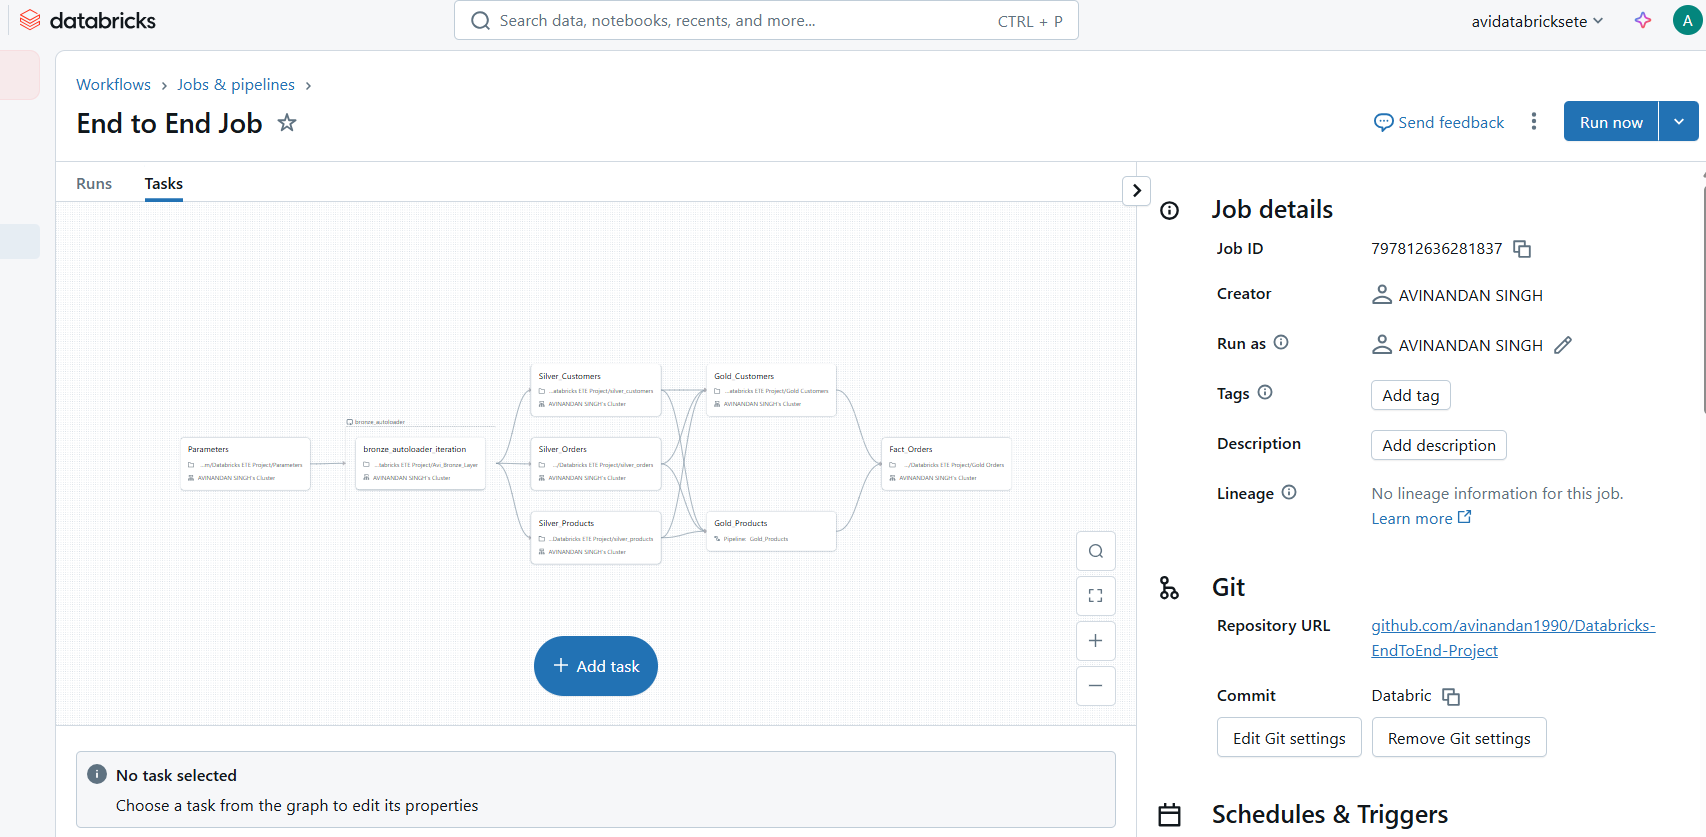 databricks
Search data, notebooks, recents, and more...
CTRL + P
avidatabricksete
A
Workflows › Jobs & pipelines ›
End to End Job
Send feedback
Run now
Runs
Tasks
Silver_Customers
...atabricks ETE Project/silver_customers
AVINANDAN SINGH's Cluster
Gold_Customers
...atabricks ETE Project/Gold Customers
AVINANDAN SINGH's Cluster
bronze_autoloader
Parameters
...m/Databricks ETE Project/Parameters
AVINANDAN SINGH's Cluster
bronze_autoloader_iteration
...tabricks ETE Project/Avi_Bronze_Layer
AVINANDAN SINGH's Cluster
Silver_Orders
.../Databricks ETE Project/silver_orders
AVINANDAN SINGH's Cluster
Fact_Orders
.../Databricks ETE Project/Gold Orders
AVINANDAN SINGH's Cluster
Silver_Products
...Databricks ETE Project/silver_products
AVINANDAN SINGH's Cluster
Gold_Products
Pipeline: Gold_Products
+ Add task
No task selected
Choose a task from the graph to edit its properties
Job details
Job ID
797812636281837
Creator
AVINANDAN SINGH
Run as
AVINANDAN SINGH
Tags
Add tag
Description
Add description
Lineage
No lineage information for this job.
Learn more
Git
Repository URL
github.com/avinandan1990/Databricks-
EndToEnd-Project
Commit
Databric
Edit Git settings
Remove Git settings
Schedules & Triggers